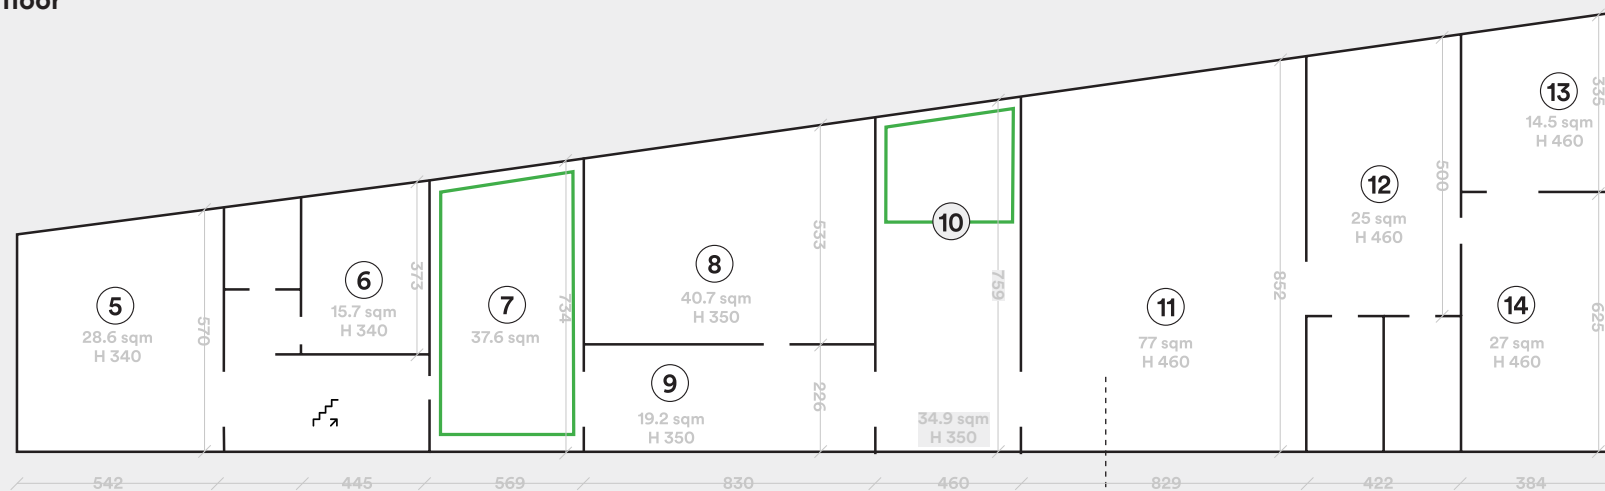 floor
5
28.6 sqm
H 340
570
6
15.7 sqm
H 340
373
7
37.6 sqm
734
8
40.7 sqm
H 350
533
9
19.2 sqm
H 350
226
10
34.9 sqm
H 350
759
11
77 sqm
H 460
852
12
25 sqm
H 460
500
13
14.5 sqm
H 460
335
14
27 sqm
H 460
625
542
445
569
830
460
829
422
384